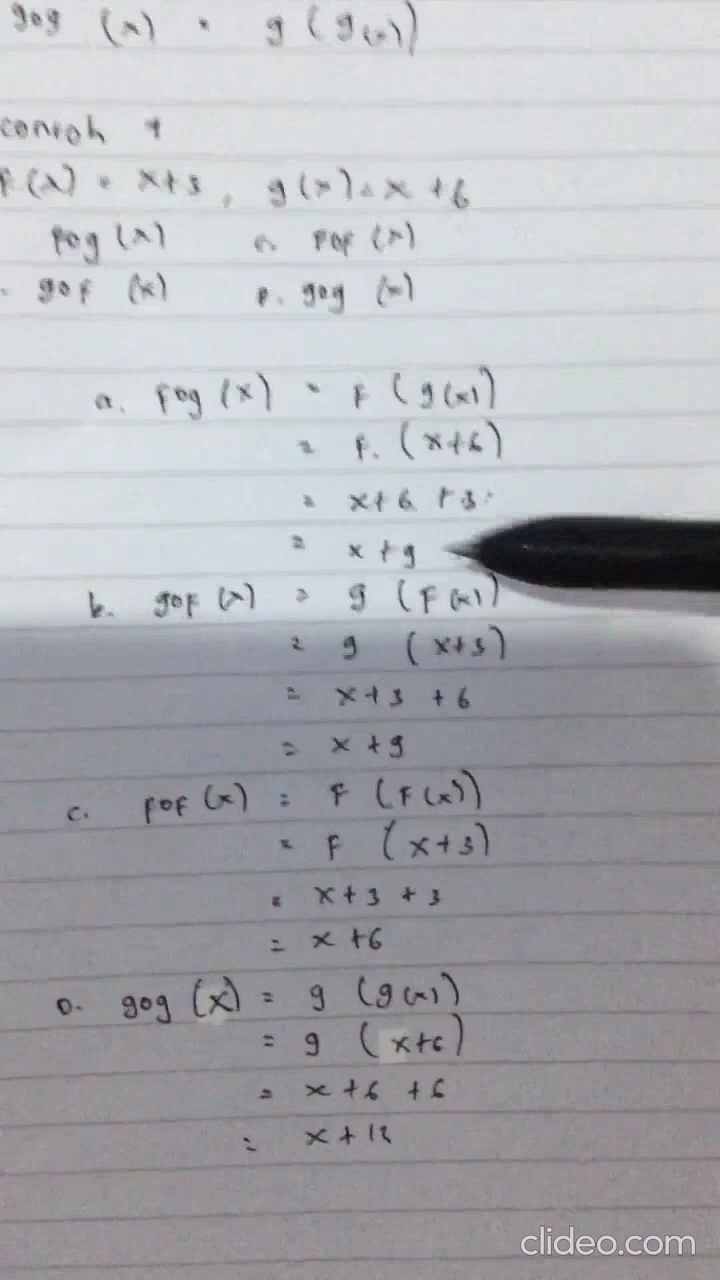 gog (x) = g (g(x))
contoh 1
F(x) = x+3, g(x) = x + 6
fog (x) c. fof (x)
gof (x) D. gog (x)
a. fog (x) = F (g(x))
= F. (x+6)
= x+6 +3
= x+9
b. gof (x) = g (F(x))
= g (x+3)
= x+3 +6
= x+9
c. fof (x) = F (F(x))
= F (x+3)
= x+3 +3
= x+6
D. gog (x) = g (g(x))
= g (x+6)
= x+6 +6
= x+12
clideo.com